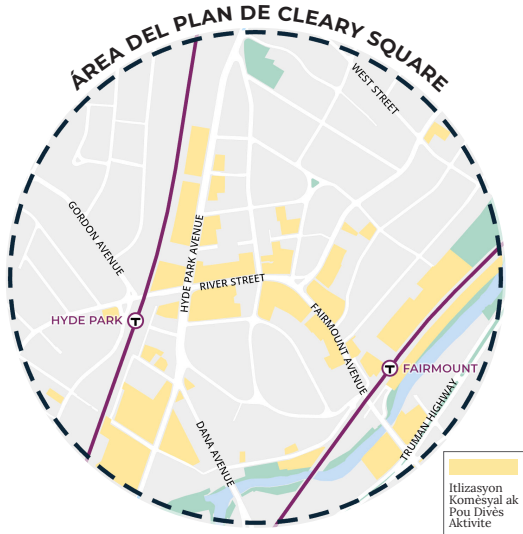 ÁREA DEL PLAN DE CLEARY SQUARE
WEST STREET
GORDON AVENUE
HYDE PARK AVENUE
RIVER STREET
HYDE PARK T
FAIRMOUNT AVENUE
T FAIRMOUNT
TRUMAN HIGHWAY
DANA AVENUE
Itlizasyon
Komèsyal ak
Pou Divès
Aktivite